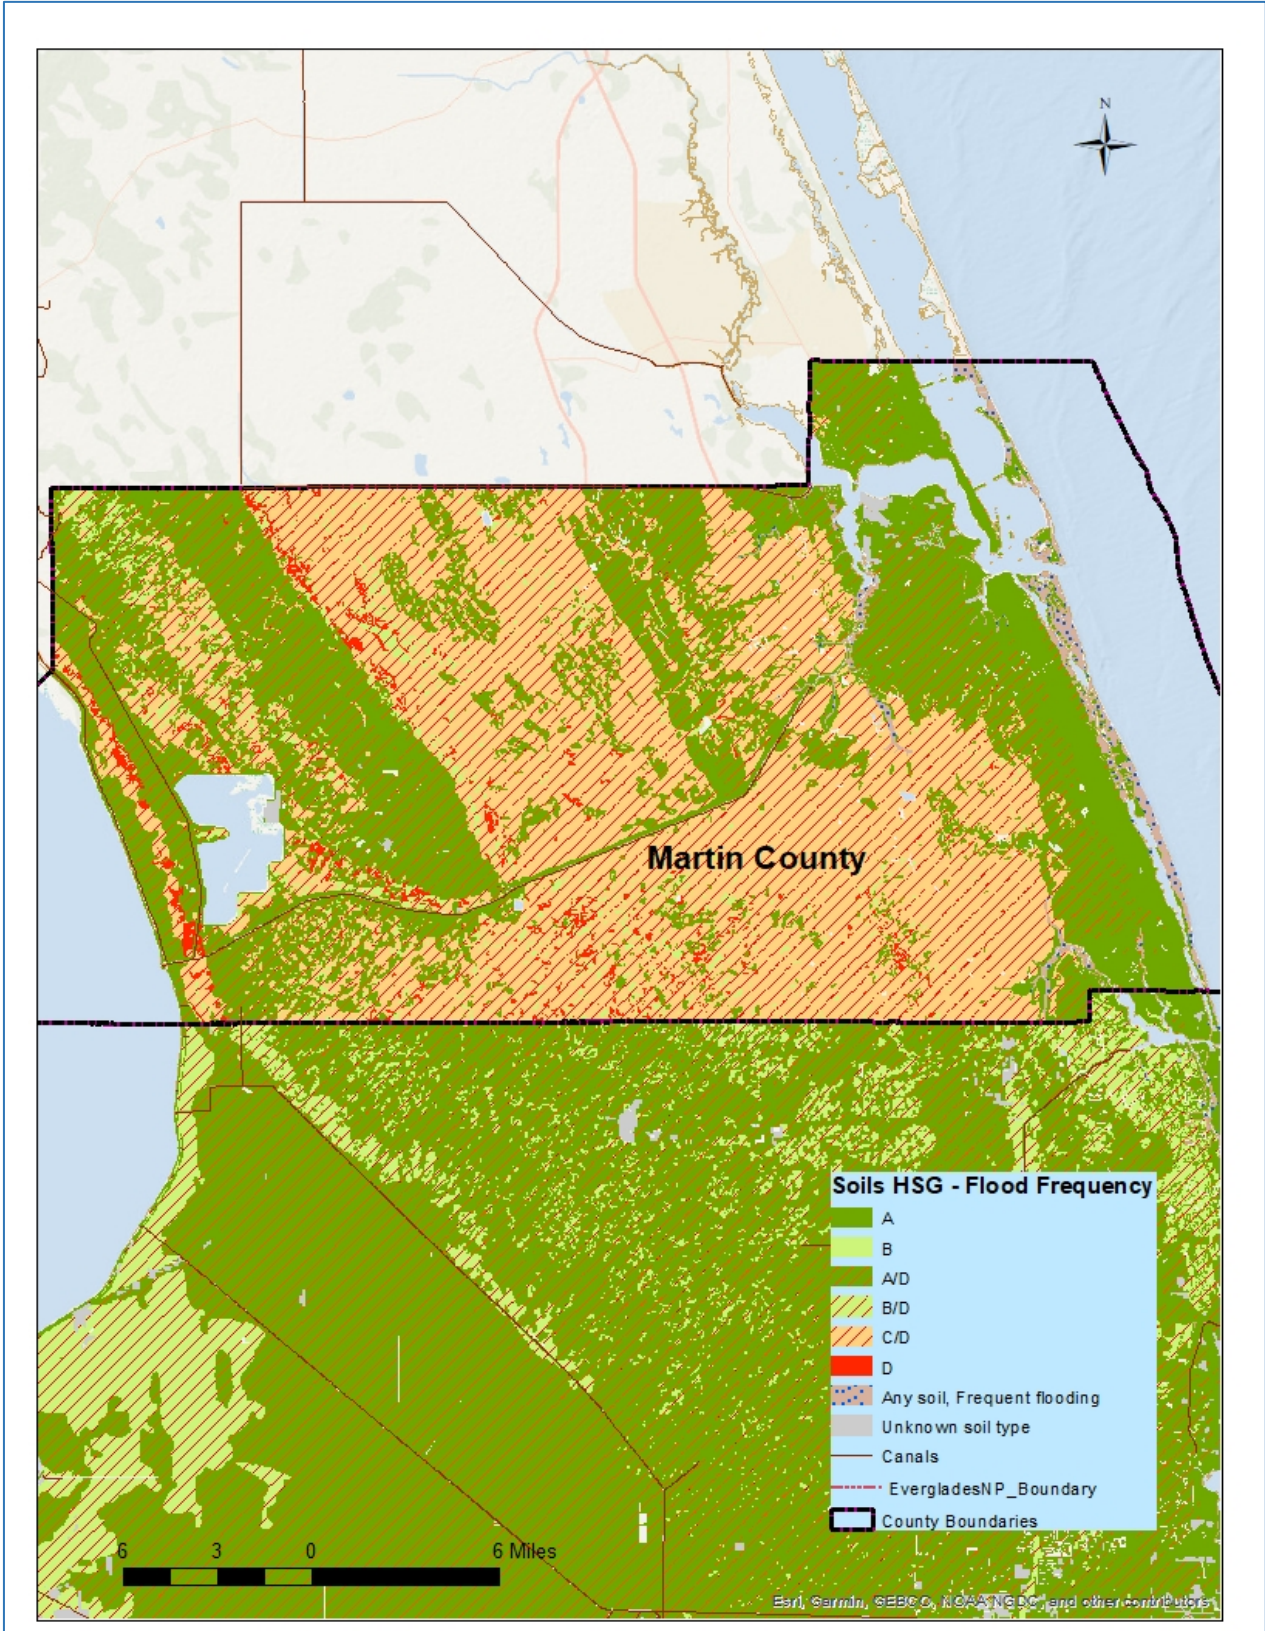 N
Martin County
Soils HSG - Flood Frequency
A
B
A/D
B/D
C/D
D
Any soil, Frequent flooding
Unknown soil type
Canals
EvergladesNP_Boundary
County Boundaries
6 3 0 6 Miles
Esri, Garmin, GEBCO, NOAA NGDC, and other contributors